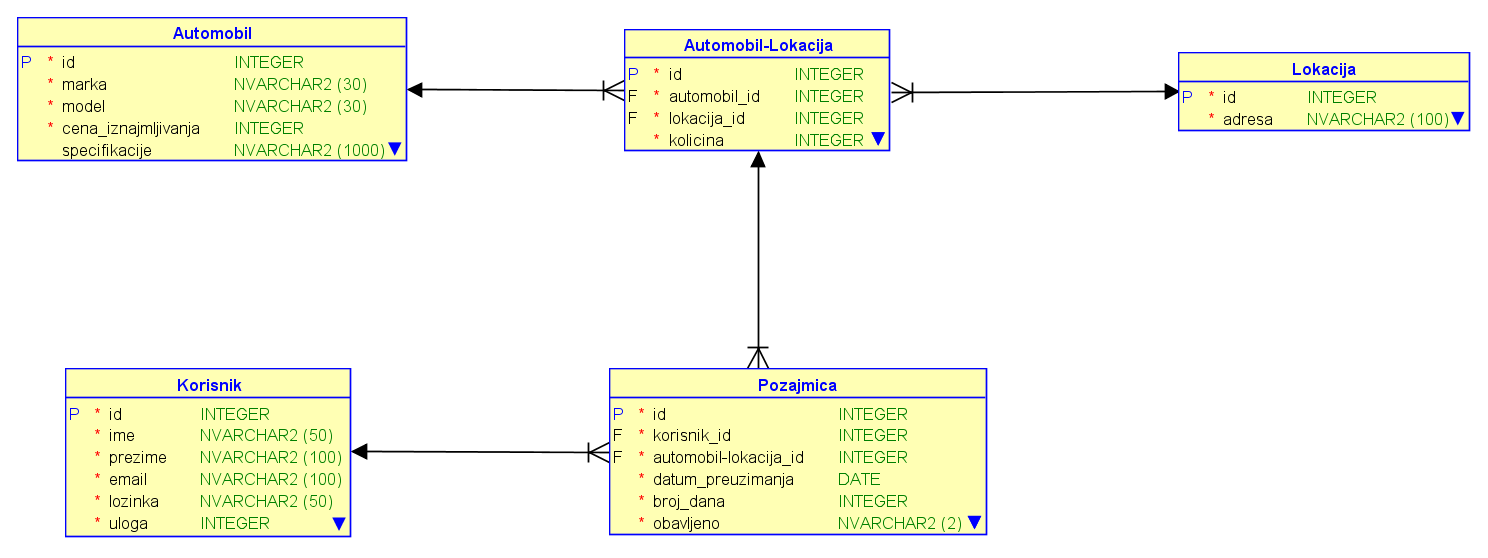 Automobil
P * id INTEGER
* marka NVARCHAR2 (30)
* model NVARCHAR2 (30)
* cena_iznajmljivanja INTEGER
specifikacije NVARCHAR2 (1000)
Automobil-Lokacija
P * id INTEGER
F * automobil_id INTEGER
F * lokacija_id INTEGER
* kolicina INTEGER
Lokacija
P * id INTEGER
* adresa NVARCHAR2 (100)
Korisnik
P * id INTEGER
* ime NVARCHAR2 (50)
* prezime NVARCHAR2 (100)
* email NVARCHAR2 (100)
* lozinka NVARCHAR2 (50)
* uloga INTEGER
Pozajmica
P * id INTEGER
F * korisnik_id INTEGER
F * automobil-lokacija_id INTEGER
* datum_preuzimanja DATE
* broj_dana INTEGER
* obavljeno NVARCHAR2 (2)